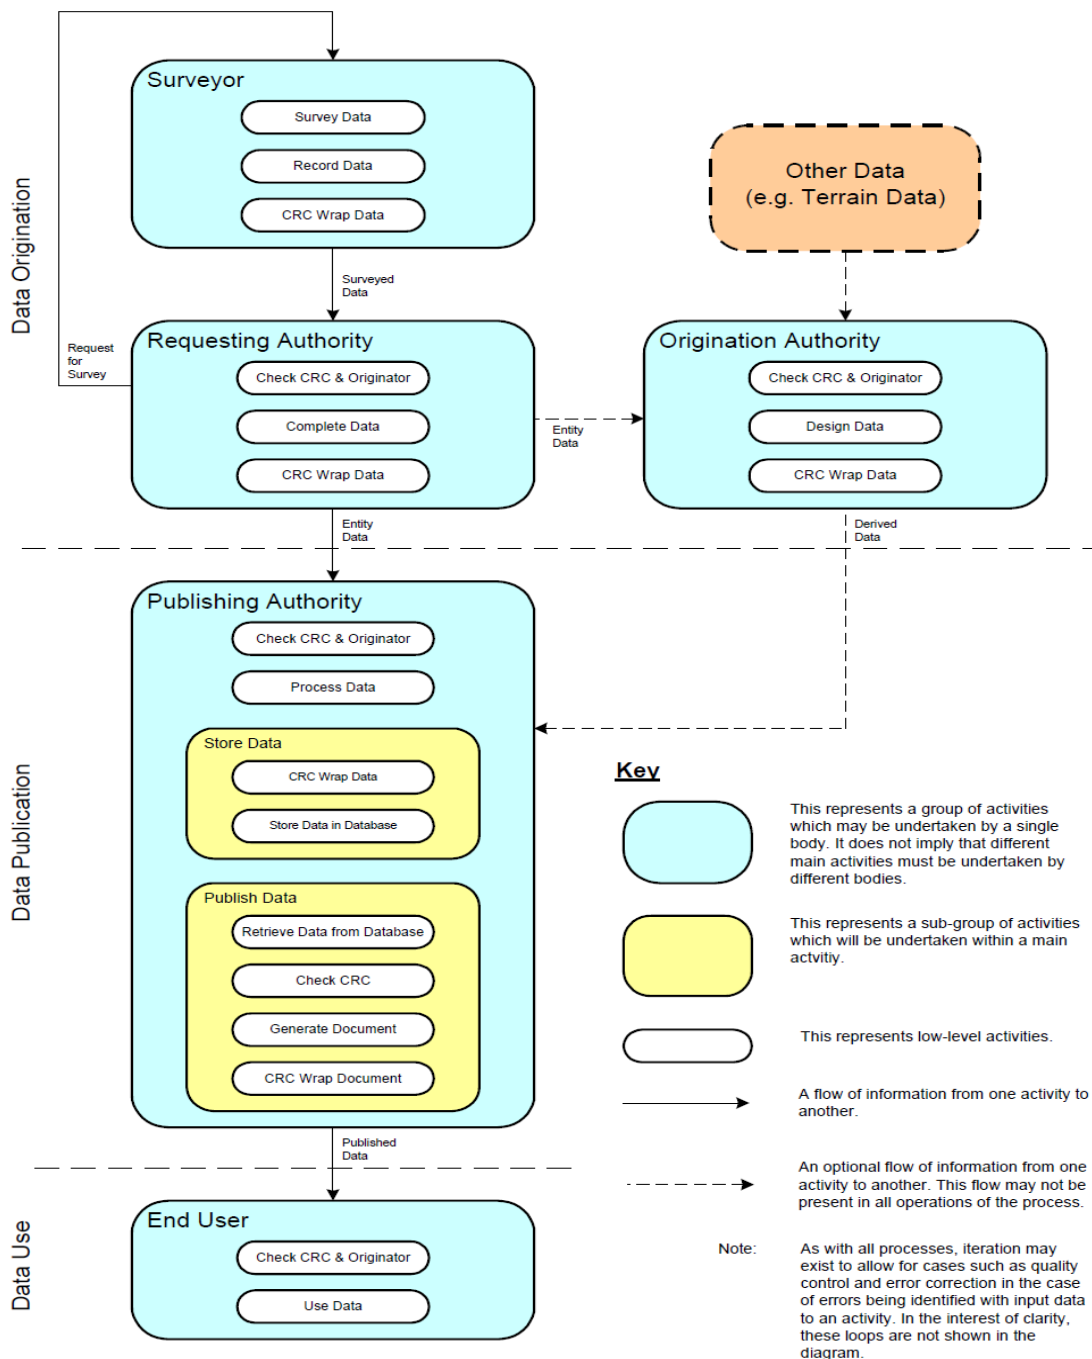 Data Origination
Surveyor
Survey Data
Record Data
CRC Wrap Data
Surveyed
Data
Other Data
(e.g. Terrain Data)
Request
for
Survey
Requesting Authority
Check CRC & Originator
Complete Data
CRC Wrap Data
Entity
Data
Origination Authority
Check CRC & Originator
Design Data
CRC Wrap Data
Entity
Data
Derived
Data
Data Publication
Publishing Authority
Check CRC & Originator
Process Data
Store Data
CRC Wrap Data
Store Data in Database
Publish Data
Retrieve Data from Database
Check CRC
Generate Document
CRC Wrap Document
Published
Data
Data Use
End User
Check CRC & Originator
Use Data
Key
This represents a group of activities
which may be undertaken by a single
body. It does not imply that different
main activities must be undertaken by
different bodies.
This represents a sub-group of activities
which will be undertaken within a main
actvitiy.
This represents low-level activities.
A flow of information from one activity to
another.
An optional flow of information from one
activity to another. This flow may not be
present in all operations of the process.
Note:
As with all processes, iteration may
exist to allow for cases such as quality
control and error correction in the case
of errors being identified with input data
to an activity. In the interest of clarity,
these loops are not shown in the
diagram.